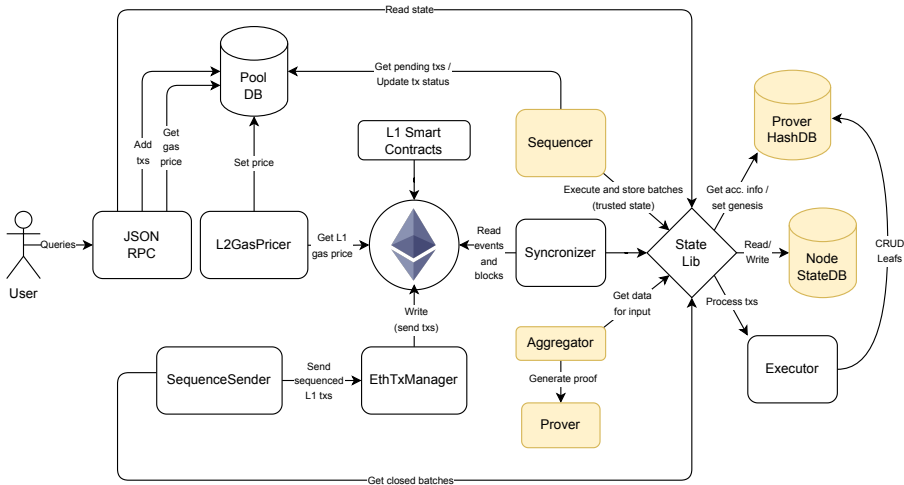 Read state
Pool
DB
Get pending txs /
Update tx status
Prover
HashDB
L1 Smart
Contracts
Sequencer
Add
txs
Get
gas
price
Set price
Execute and store batches
(trusted state)
Get acc. info /
set genesis
User
Queries
JSON
RPC
L2GasPricer
Get L1
gas price
Read
events
and
blocks
Syncronizer
State
Lib
Read/
Write
Node
StateDB
CRUD
Leafs
Write
(send txs)
Get data
for input
Process txs
Aggregator
Generate proof
Prover
Executor
SequenceSender
Send
sequenced
L1 txs
EthTxManager
Get closed batches